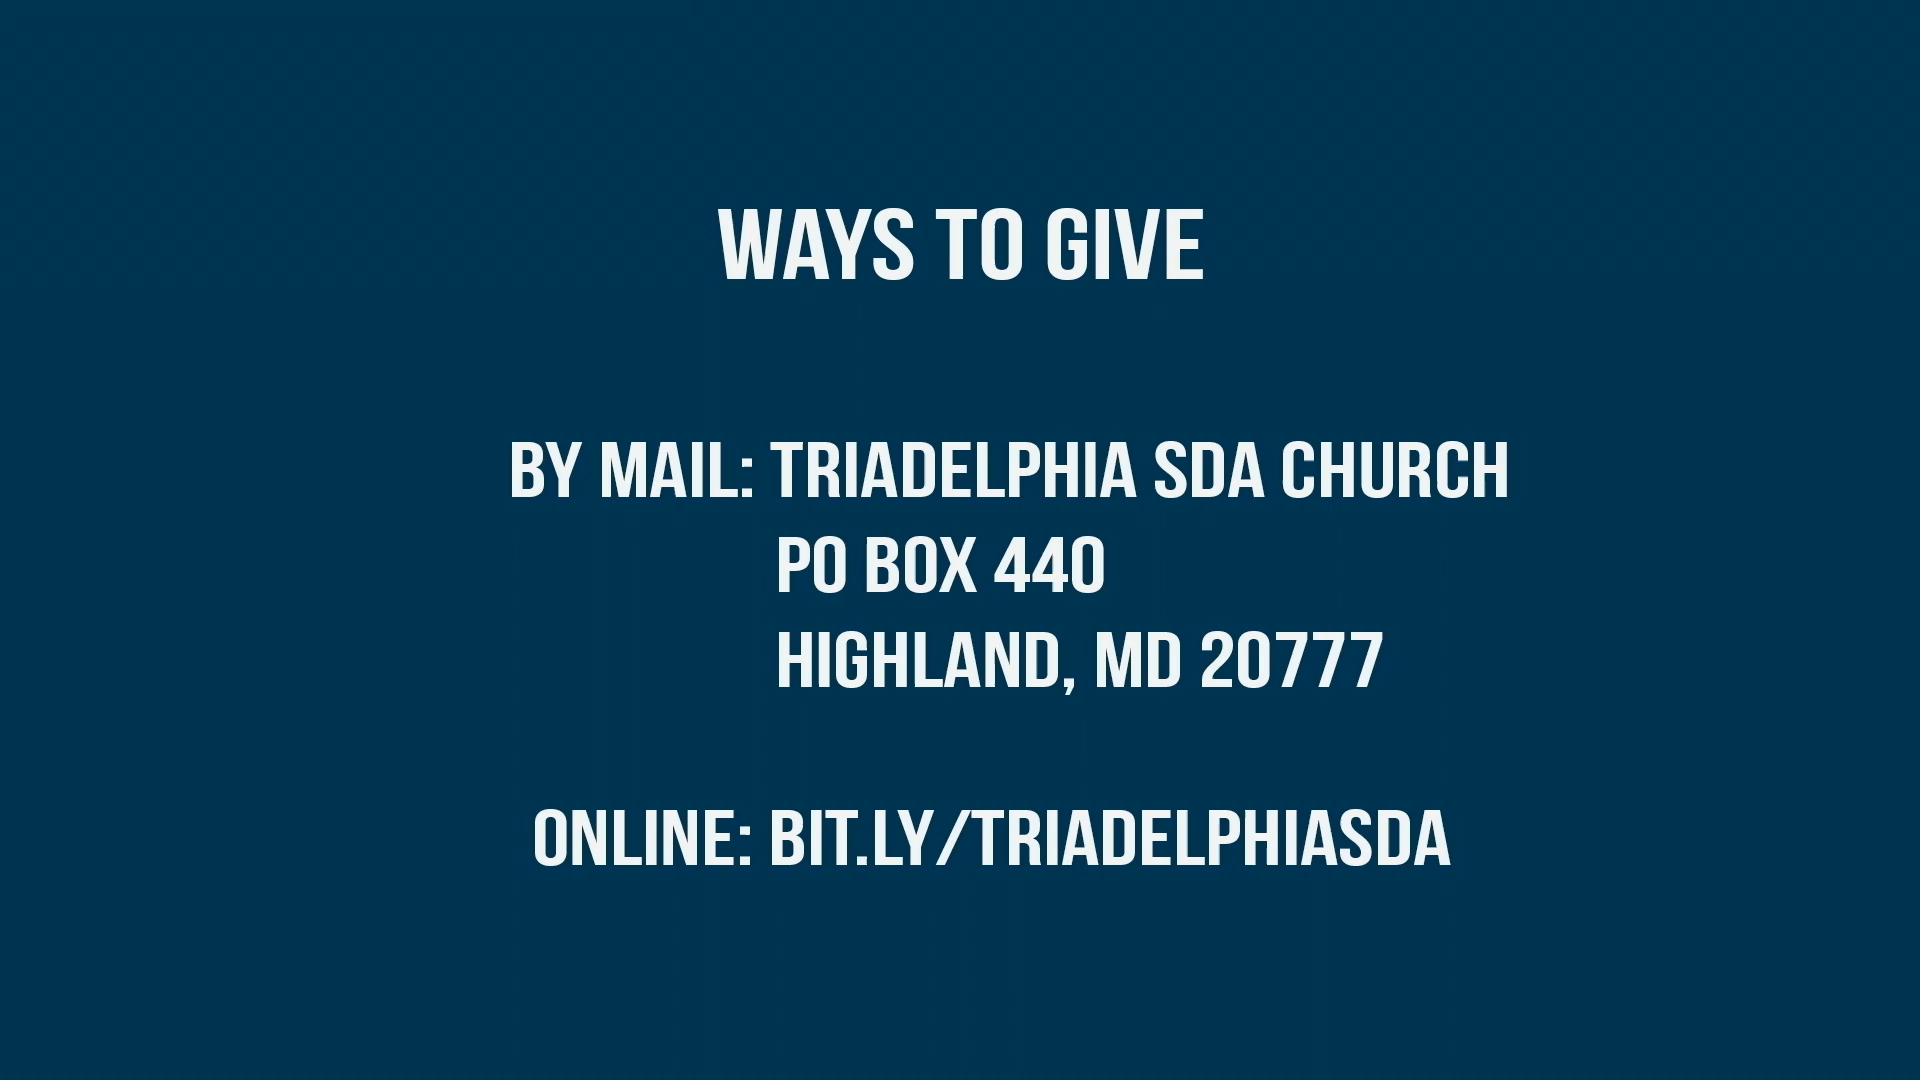 WAYS TO GIVE
BY MAIL: TRIADELPHIA SDA CHURCH
PO BOX 440
HIGHLAND, MD 20777
ONLINE: BIT.LY/TRIADELPHIASDA